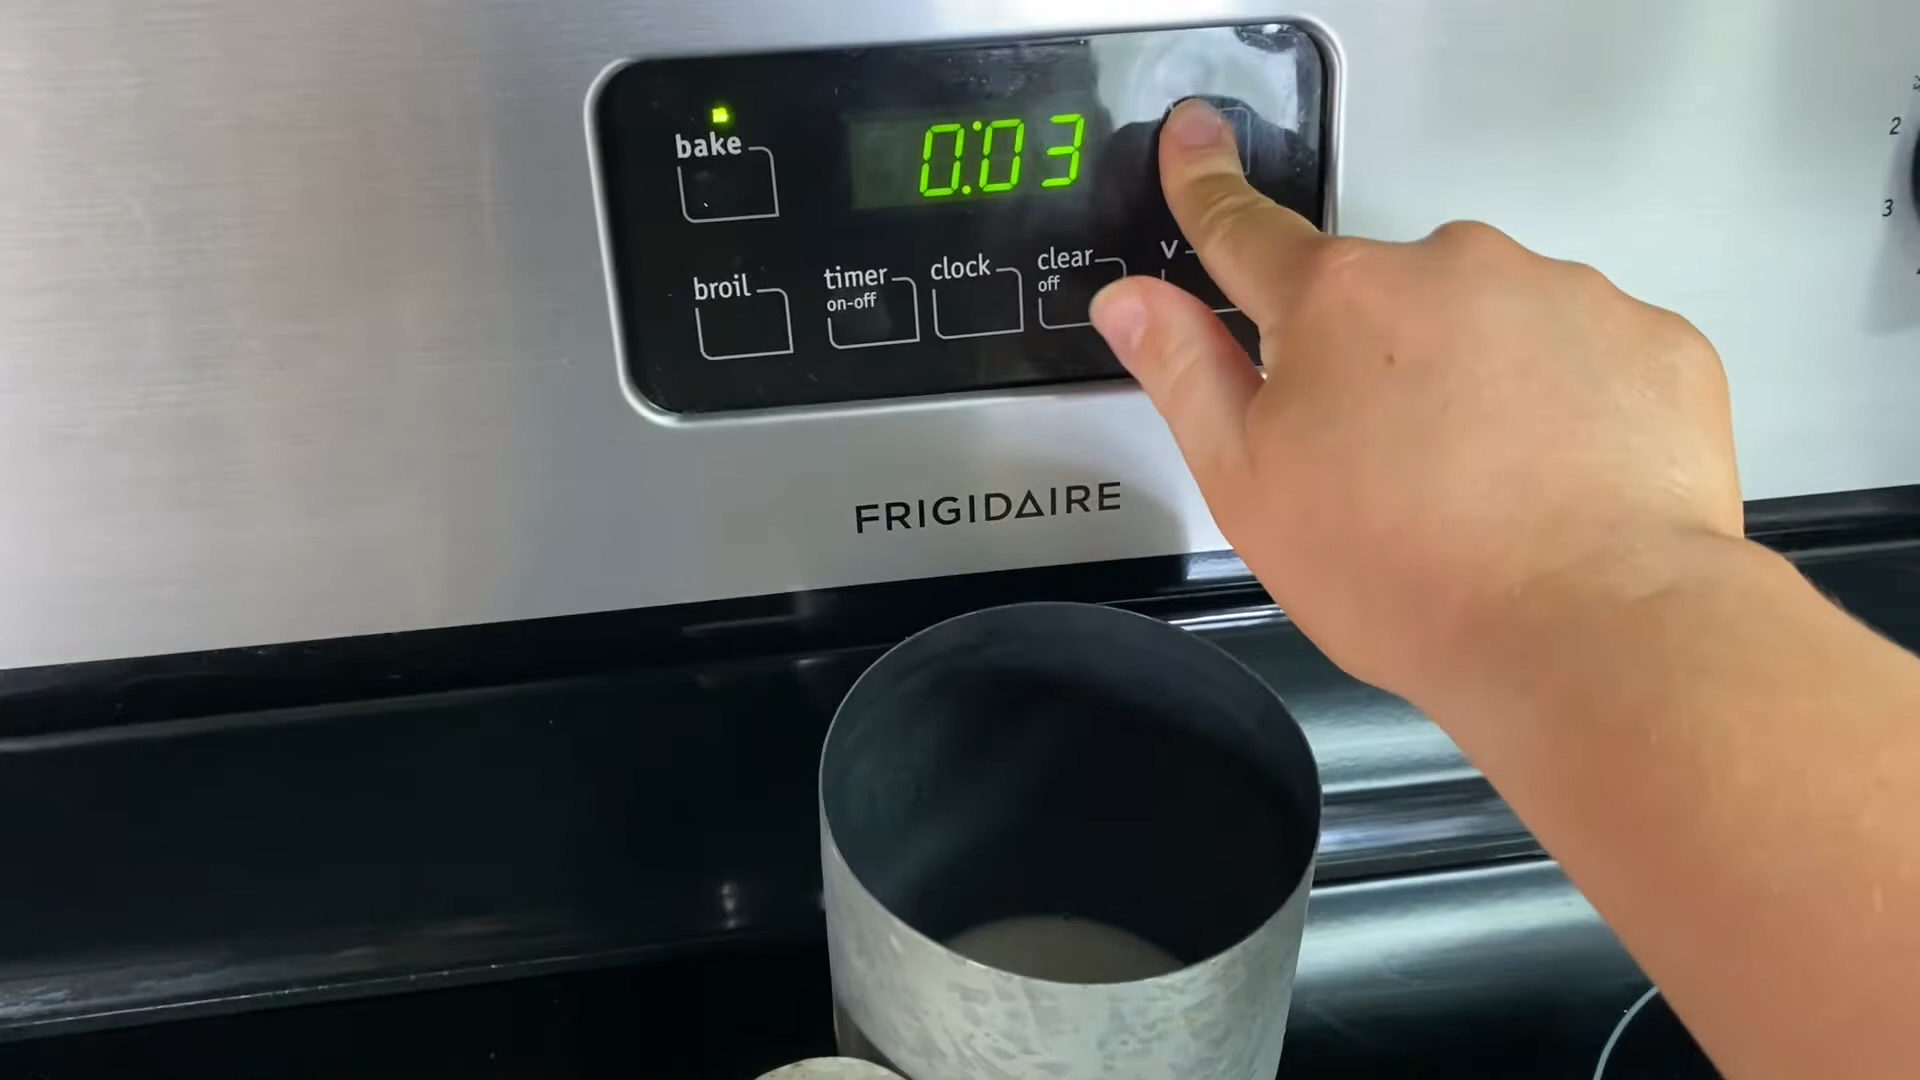 bake
0:03
broil
timer
on-off
clock
clear
off
V
FRIGIDAIRE
2
3